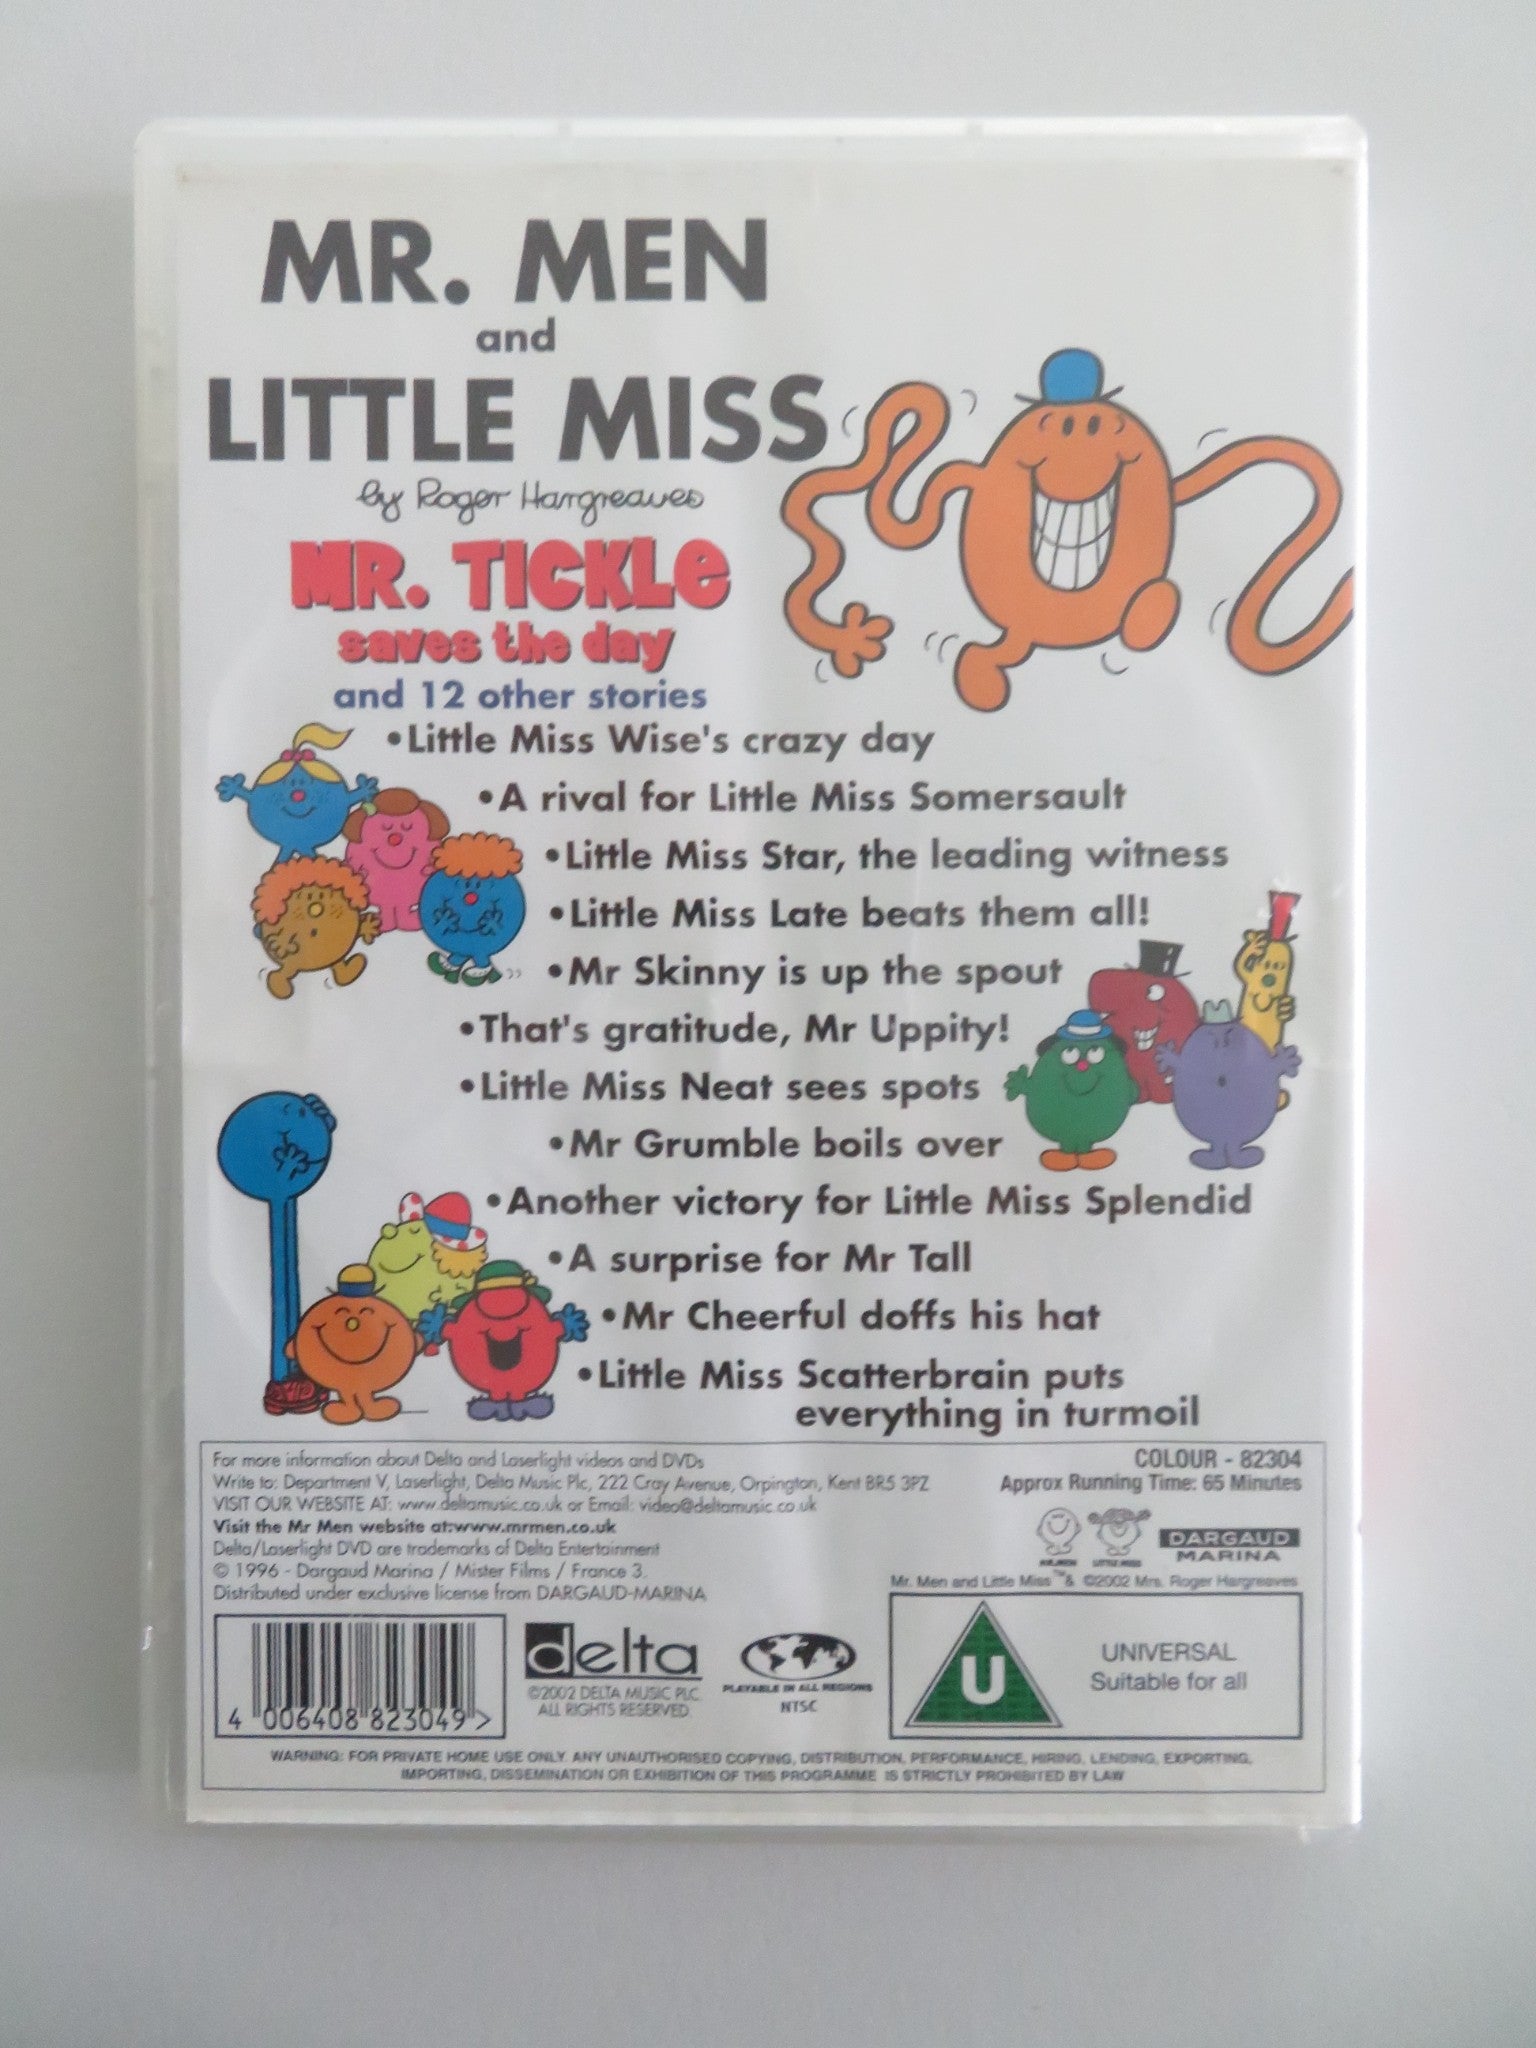 MR. MEN
and
LITTLE MISS
by Roger Hargreaves
MR. TICKLE
saves the day
and 12 other stories
•Little Miss Wise's crazy day
•A rival for Little Miss Somersault
•Little Miss Star, the leading witness
•Little Miss Late beats them all!
•Mr Skinny is up the spout
•That's gratitude, Mr Uppity!
•Little Miss Neat sees spots
•Mr Grumble boils over
•Another victory for Little Miss Splendid
•A surprise for Mr Tall
•Mr Cheerful doffs his hat
•Little Miss Scatterbrain puts
everything in turmoil
For more information about Delta and Laserlight videos and DVDs
Write to: Department V, Laserlight, Delta Music Plc, 222 Cray Avenue, Orpington, Kent BR5 3PZ
VISIT OUR WEBSITE AT: www.deltamusic.co.uk or Email: video@deltamusic.co.uk
Visit the Mr Men website at:www.mrmen.co.uk
Delta/Laserlight DVD are trademarks of Delta Entertainment
© 1996 - Dargaud Marina / Mister Films / France 3.
Distributed under exclusive license from DARGAUD-MARINA
COLOUR - 82304
Approx Running Time: 65 Minutes
MR.MEN
LITTLE MISS
DARGAUD
MARINA
Mr. Men and Little Miss ™& ©2002 Mrs. Roger Hargreaves
4 006408 823049 >
delta
©2002 DELTA MUSIC PLC.
ALL RIGHTS RESERVED
PLAYABLE IN ALL REGIONS
NTSC
U
UNIVERSAL
Suitable for all
WARNING: FOR PRIVATE HOME USE ONLY. ANY UNAUTHORISED COPYING, DISTRIBUTION, PERFORMANCE, HIRING, LENDING, EXPORTING,
IMPORTING, DISSEMINATION OR EXHIBITION OF THIS PROGRAMME IS STRICTLY PROHIBITED BY LAW